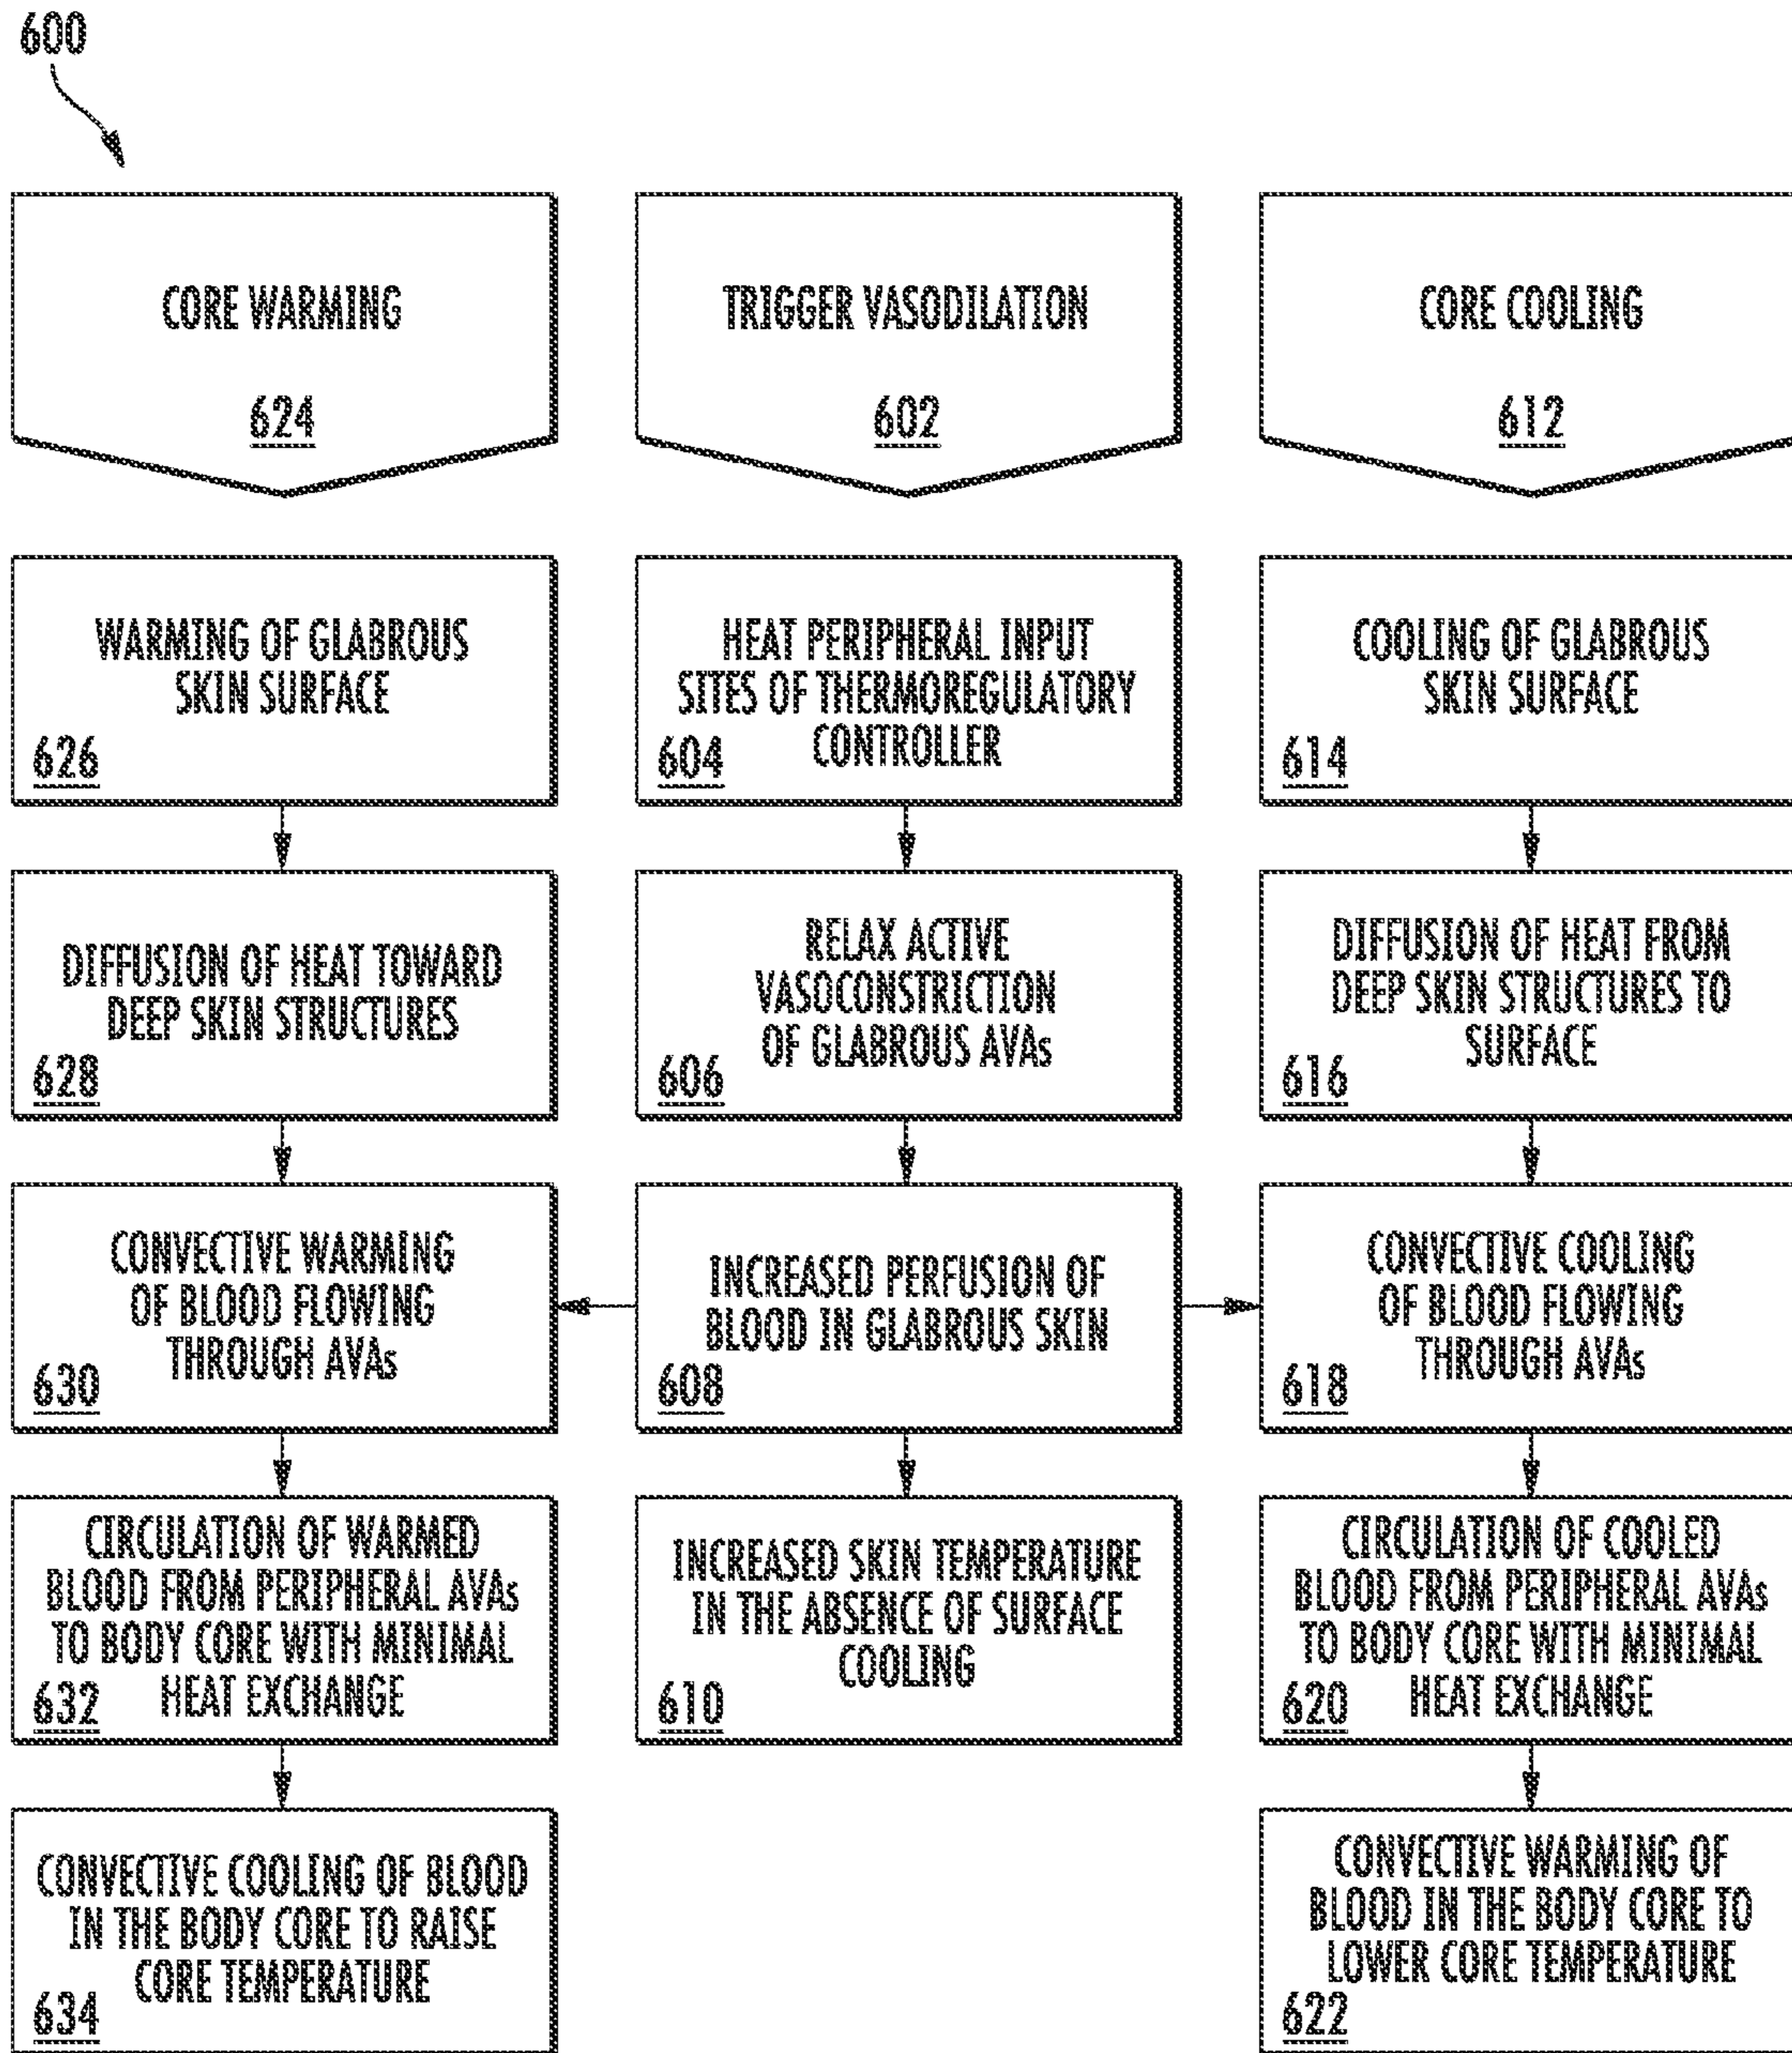 600
CORE WARMING
624
TRIGGER VASODILATION
602
CORE COOLING
612
WARMING OF GLABROUS
SKIN SURFACE
626
HEAT PERIPHERAL INPUT
SITES OF THERMOREGULATORY
CONTROLLER
604
COOLING OF GLABROUS
SKIN SURFACE
614
DIFFUSION OF HEAT TOWARD
DEEP SKIN STRUCTURES
628
RELAX ACTIVE
VASOCONSTRICTION
OF GLABROUS AVAs
606
DIFFUSION OF HEAT FROM
DEEP SKIN STRUCTURES TO
SURFACE
616
CONVECTIVE WARMING
OF BLOOD FLOWING
THROUGH AVAs
630
INCREASED PERFUSION OF
BLOOD IN GLABROUS SKIN
608
CONVECTIVE COOLING
OF BLOOD FLOWING
THROUGH AVAs
618
CIRCULATION OF WARMED
BLOOD FROM PERIPHERAL AVAs
TO BODY CORE WITH MINIMAL
HEAT EXCHANGE
632
INCREASED SKIN TEMPERATURE
IN THE ABSENCE OF SURFACE
COOLING
610
CIRCULATION OF COOLED
BLOOD FROM PERIPHERAL AVAs
TO BODY CORE WITH MINIMAL
HEAT EXCHANGE
620
CONVECTIVE COOLING OF BLOOD
IN THE BODY CORE TO RAISE
CORE TEMPERATURE
634
CONVECTIVE WARMING OF
BLOOD IN THE BODY CORE TO
LOWER CORE TEMPERATURE
622